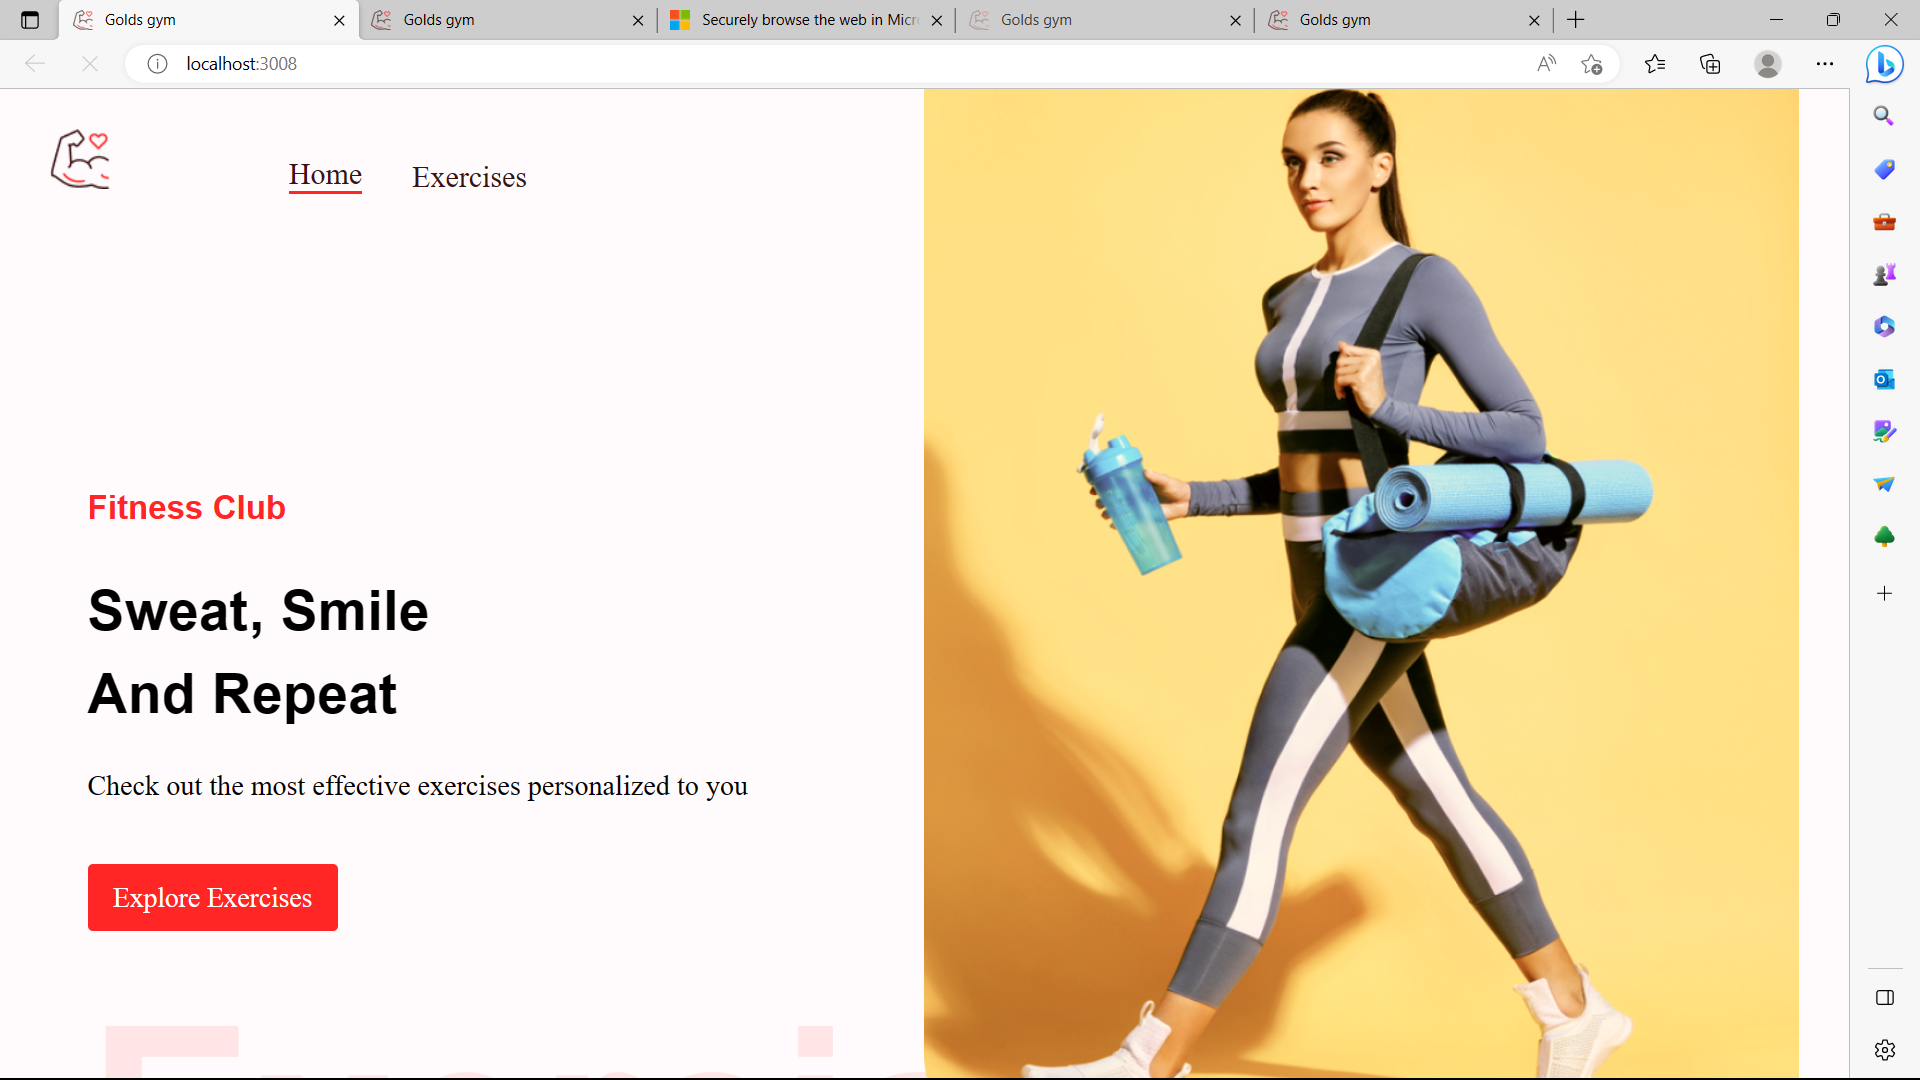 Golds gym
Golds gym
Securely browse the web in Micr
Golds gym
Golds gym
localhost:3008
Home
Exercises
Fitness Club
Sweat, Smile
And Repeat
Check out the most effective exercises personalized to you
Explore Exercises